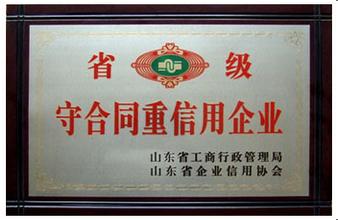 省级
守合同重信用企业
山东省工商行政管理局
山东省企业信用协会